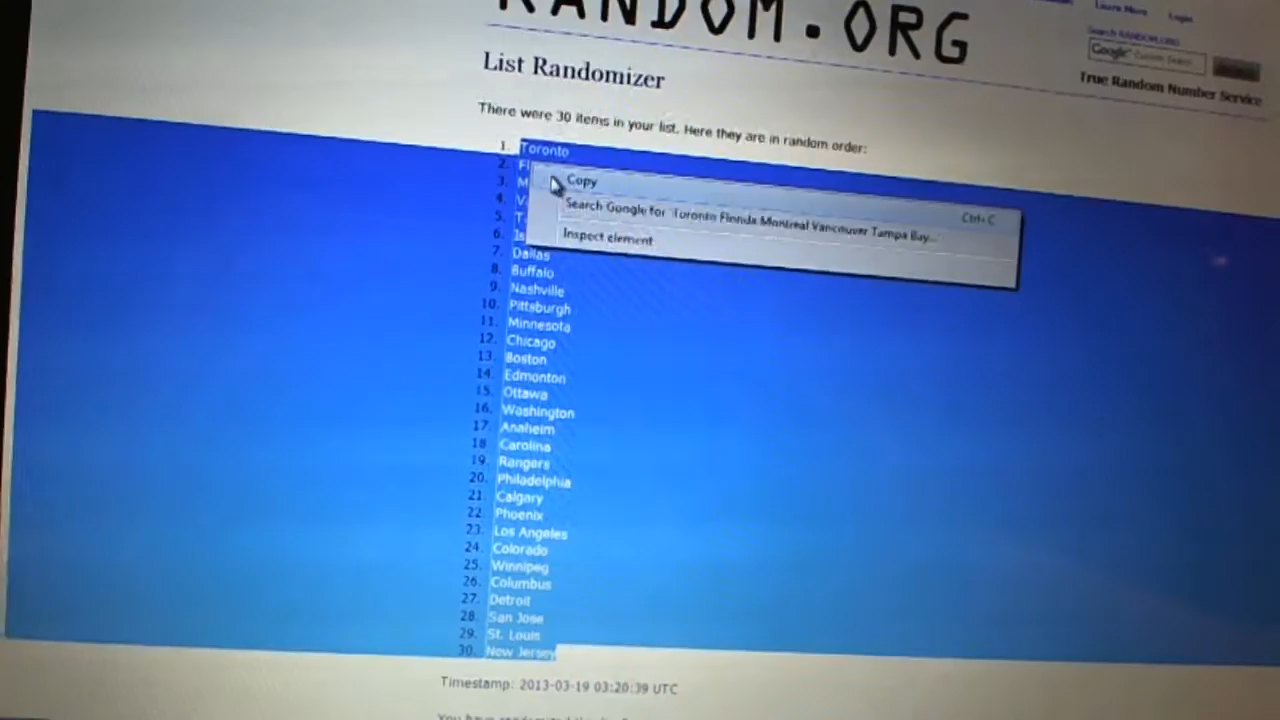 RANDOM.ORG
Learn More Login
Search RANDOM.ORG
Google Custom Search
True Random Number Service
List Randomizer
There were 30 items in your list. Here they are in random order:
1. Toronto
2. Fl
3. M
4. V
5. T
6. Is
Copy Ctrl+C
Search Google for 'Toronto Florida Montreal Vancouver Tampa Bay...'
Inspect element
7. Dallas
8. Buffalo
9. Nashville
10. Pittsburgh
11. Minnesota
12. Chicago
13. Boston
14. Edmonton
15. Ottawa
16. Washington
17. Anaheim
18 Carolina
19. Rangers
20. Philadelphia
21. Calgary
22. Phoenix
23. Los Angeles
24. Colorado
25. Winnipeg
26. Columbus
27. Detroit
28. San Jose
29. St. Louis
30. New Jersey
Timestamp: 2013-03-19 03:20:39 UTC